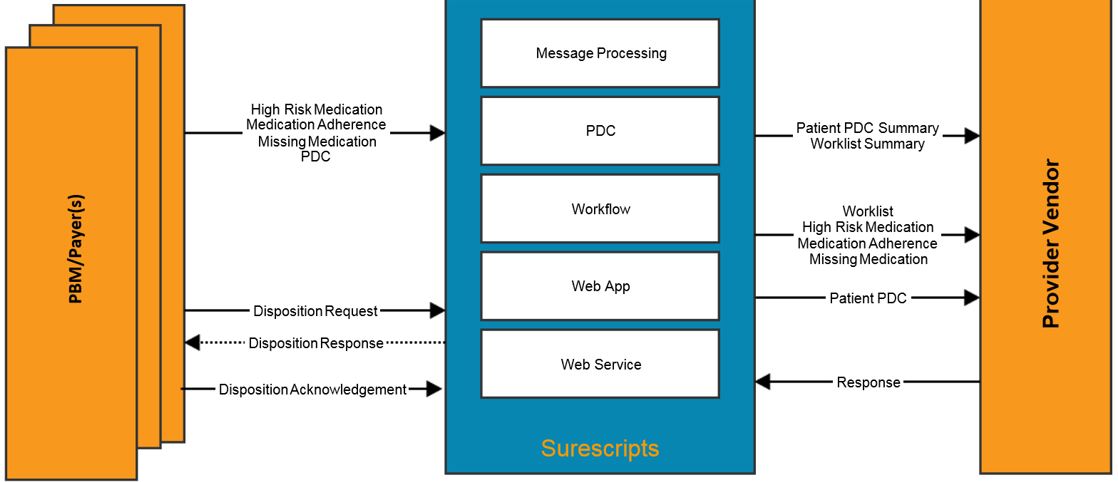 PBM/Payer(s)
High Risk Medication
Medication Adherence
Missing Medication
PDC
Disposition Request
Disposition Response
Disposition Acknowledgement
Message Processing
PDC
Workflow
Web App
Web Service
Surescripts
Patient PDC Summary
Worklist Summary
Worklist
High Risk Medication
Medication Adherence
Missing Medication
Patient PDC
Response
Provider Vendor